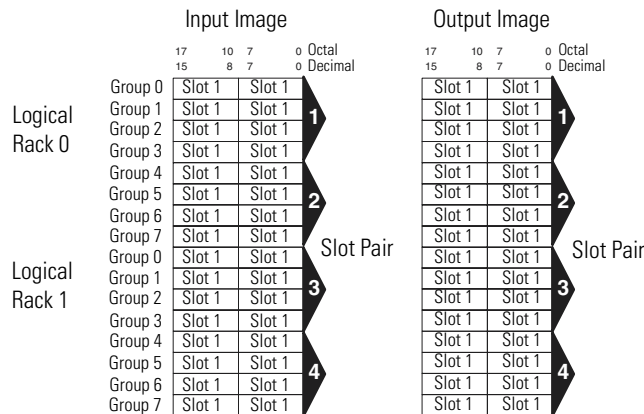 Input Image Output Image
17 10 7 0 Octal 17 10 7 0 Octal
15 8 7 0 Decimal 15 8 7 0 Decimal
Logical Rack 0
Group 0 Slot 1 Slot 1 Slot 1 Slot 1
Group 1 Slot 1 Slot 1 1 Slot 1 Slot 1 1
Group 2 Slot 1 Slot 1 Slot 1 Slot 1
Group 3 Slot 1 Slot 1 Slot 1 Slot 1
Group 4 Slot 1 Slot 1 Slot 1 Slot 1
Group 5 Slot 1 Slot 1 2 Slot 1 Slot 1 2
Group 6 Slot 1 Slot 1 Slot 1 Slot 1
Group 7 Slot 1 Slot 1 Slot 1 Slot 1
Slot Pair Slot Pair
Logical Rack 1
Group 0 Slot 1 Slot 1 Slot 1 Slot 1
Group 1 Slot 1 Slot 1 3 Slot 1 Slot 1 3
Group 2 Slot 1 Slot 1 Slot 1 Slot 1
Group 3 Slot 1 Slot 1 Slot 1 Slot 1
Group 4 Slot 1 Slot 1 Slot 1 Slot 1
Group 5 Slot 1 Slot 1 4 Slot 1 Slot 1 4
Group 6 Slot 1 Slot 1 Slot 1 Slot 1
Group 7 Slot 1 Slot 1 Slot 1 Slot 1